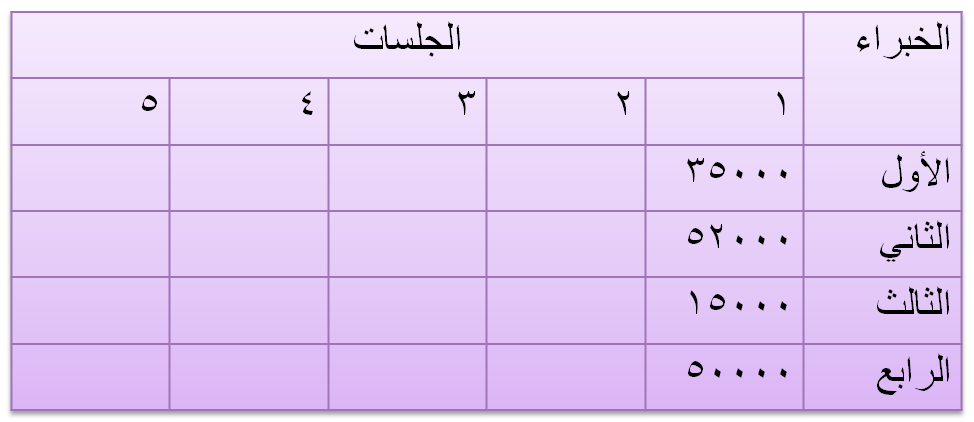 الخبراء الجلسات
١ ٢ ٣ ٤ ٥
الأول ٣٥٠٠٠
الثاني ٥٢٠٠٠
الثالث ١٥٠٠٠
الرابع ٥٠٠٠٠